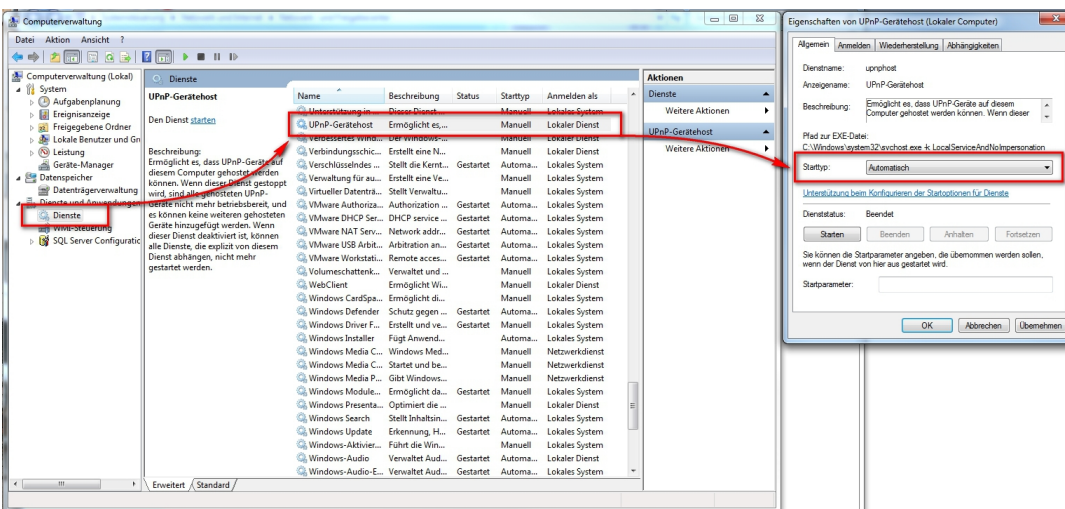 Computerverwaltung
Datei Aktion Ansicht ?
Computerverwaltung (Lokal)
System
Aufgabenplanung
Ereignisanzeige
Freigegebene Ordner
Lokale Benutzer und Gr
Leistung
Geräte-Manager
Datenspeicher
Datenträgerverwaltung
Dienste und Anwendungen
Dienste
WMI-Steuerung
SQL Server Configuratic
Dienste
UPnP-Gerätehost
Den Dienst starten
Beschreibung:
Ermöglicht es, dass UPnP-Geräte auf
diesem Computer gehostet werden
können. Wenn dieser Dienst gestoppt
wird, sind alle gehosteten UPnP-
Geräte nicht mehr betriebsbereit, und
es können keine weiteren gehosteten
Geräte hinzugefügt werden. Wenn
dieser Dienst deaktiviert ist, können
alle Dienste, die explizit von diesem
Dienst abhängen, nicht mehr
gestartet werden.
Name Beschreibung Status Starttyp Anmelden als
Unterstützung in ... Dieser Dienst ... Manuell Lokales System
UPnP-Gerätehost Ermöglicht es,... Manuell Lokaler Dienst
Verbessertes Wind... Der Windows-... Manuell Lokaler Dienst
Verbindungsschic... Erstellt eine N... Manuell Lokaler Dienst
Verschlüsselndes ... Stellt die Kernt... Gestartet Automa... Lokales System
Verwaltung für au... Erstellt eine Ve... Manuell Lokales System
Virtueller Datenträ... Stellt Verwaltu... Manuell Lokales System
VMware Authoriza... Authorization ... Gestartet Automa... Lokales System
VMware DHCP Ser... DHCP service ... Gestartet Automa... Lokales System
VMware NAT Serv... Network addr... Gestartet Automa... Lokales System
VMware USB Arbit... Arbitration an... Gestartet Automa... Lokales System
VMware Workstati... Remote acces... Gestartet Automa... Lokales System
Volumeschattenk... Verwaltet und ... Manuell Lokales System
WebClient Ermöglicht Wi... Manuell Lokaler Dienst
Windows CardSpa... Ermöglicht di... Manuell Lokales System
Windows Defender Schutz gegen ... Gestartet Automa... Lokales System
Windows Driver F... Erstellt und ve... Gestartet Automa... Lokales System
Windows Installer Fügt Anwend... Manuell Lokales System
Windows Media C... Windows Med... Manuell Netzwerkdienst
Windows Media C... Startet und be... Manuell Netzwerkdienst
Windows Media P... Gibt Windows... Manuell Netzwerkdienst
Windows Module... Ermöglicht da... Gestartet Manuell Lokales System
Windows Presenta... Optimiert die ... Manuell Lokaler Dienst
Windows Search Stellt Inhaltsin... Gestartet Automa... Lokales System
Windows Update Erkennung, H... Gestartet Automa... Lokales System
Windows-Aktivier... Führt die Win... Manuell Lokales System
Windows-Audio Verwaltet Aud... Gestartet Automa... Lokaler Dienst
Windows-Audio-E... Verwaltet Aud... Gestartet Automa... Lokales System
Erweitert Standard
Aktionen
Dienste
Weitere Aktionen
UPnP-Gerätehost
Weitere Aktionen
Eigenschaften von UPnP-Gerätehost (Lokaler Computer)
Allgemein Anmelden Wiederherstellung Abhängigkeiten
Dienstname: upnphost
Anzeigename: UPnP-Gerätehost
Beschreibung: Ermöglicht es, dass UPnP-Geräte auf diesem
Computer gehostet werden können. Wenn dieser
Pfad zur EXE-Datei:
C:\Windows\system32\svchost.exe -k LocalServiceAndNoImpersonation
Starttyp: Automatisch
Unterstützung beim Konfigurieren der Startoptionen für Dienste
Dienststatus: Beendet
Starten Beenden Anhalten Fortsetzen
Sie können die Startparameter angeben, die übernommen werden sollen,
wenn der Dienst von hier aus gestartet wird.
Startparameter:
OK Abbrechen Übernehmen